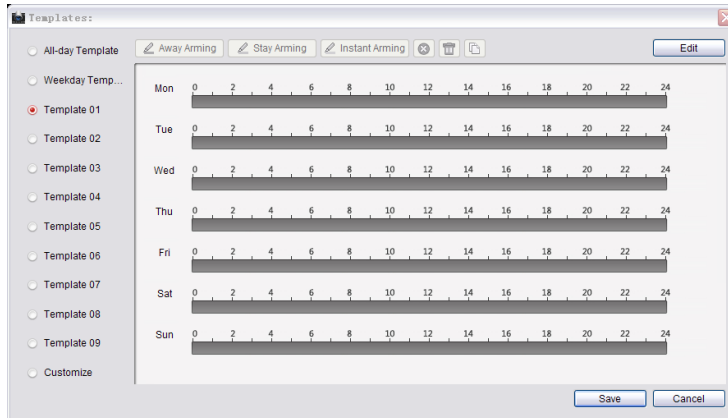 Templates:
All-day Template
Away Arming Stay Arming Instant Arming Edit
Weekday Temp...
Mon 0 2 4 6 8 10 12 14 16 18 20 22 24
Template 01
Tue 0 2 4 6 8 10 12 14 16 18 20 22 24
Template 02
Wed 0 2 4 6 8 10 12 14 16 18 20 22 24
Template 03
Template 04
Thu 0 2 4 6 8 10 12 14 16 18 20 22 24
Template 05
Fri 0 2 4 6 8 10 12 14 16 18 20 22 24
Template 06
Template 07
Sat 0 2 4 6 8 10 12 14 16 18 20 22 24
Template 08
Sun 0 2 4 6 8 10 12 14 16 18 20 22 24
Template 09
Customize
Save Cancel